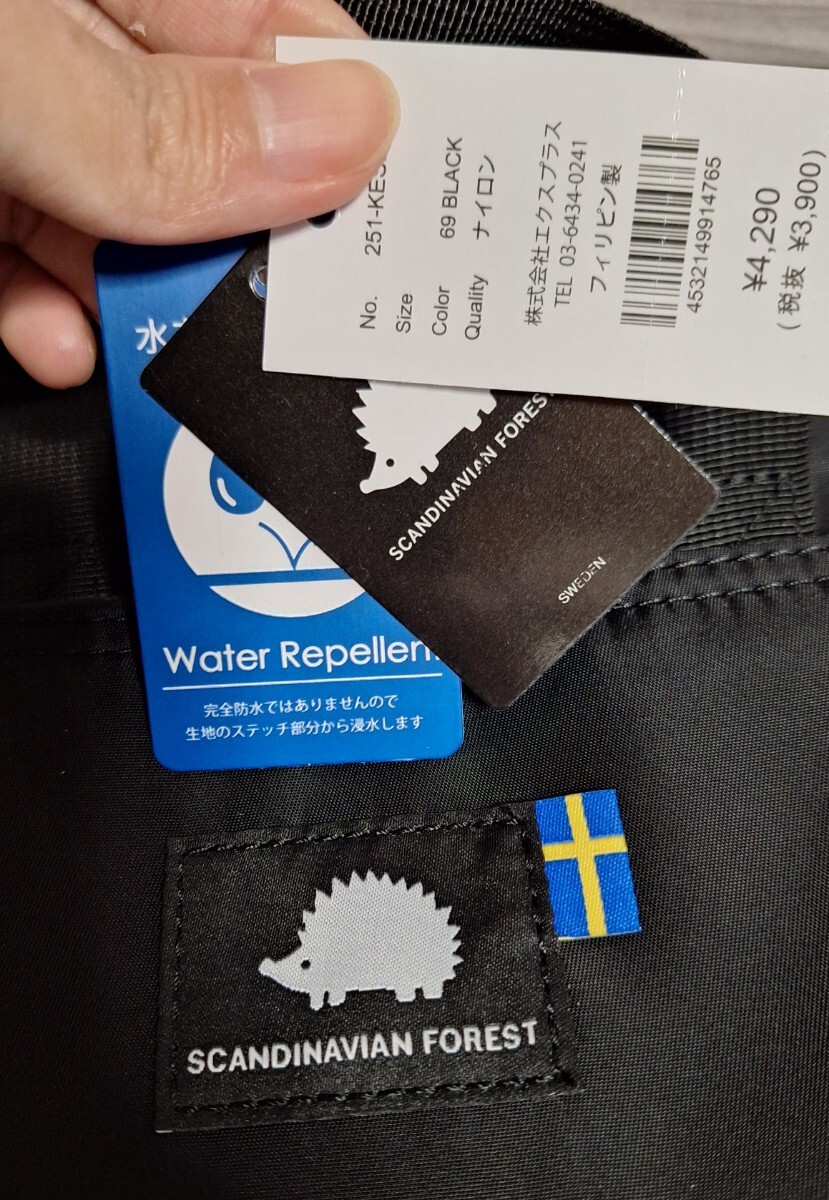 No. 251-KES
Size
Color 69 BLACK
Quality ナイロン
株式会社エクスプラス
TEL 03-6434-0241
フィリピン製
4532149914765
¥4,290
(税抜 ¥3,900)
SCANDINAVIAN FOREST
SWEDEN
水
Water Repellent
完全防水ではありませんので
生地のステッチ部分から浸水します
SCANDINAVIAN FOREST